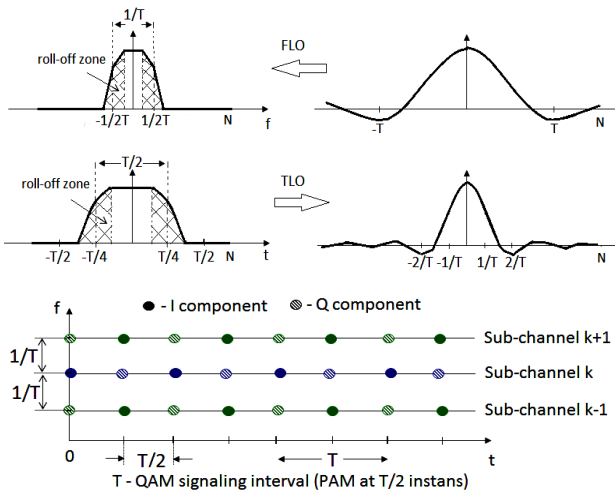 1/T
FLO
roll-off zone
-1/2T
1/2T
N
f
-T
T
N
T/2
TLO
roll-off zone
-T/2
-T/4
T/4
T/2
N
t
-2/T
-1/T
1/T
2/T
N
f
- I component
- Q component
Sub-channel k+1
1/T
Sub-channel k
1/T
Sub-channel k-1
0
T/2
T
t
T - QAM signaling interval (PAM at T/2 instans)